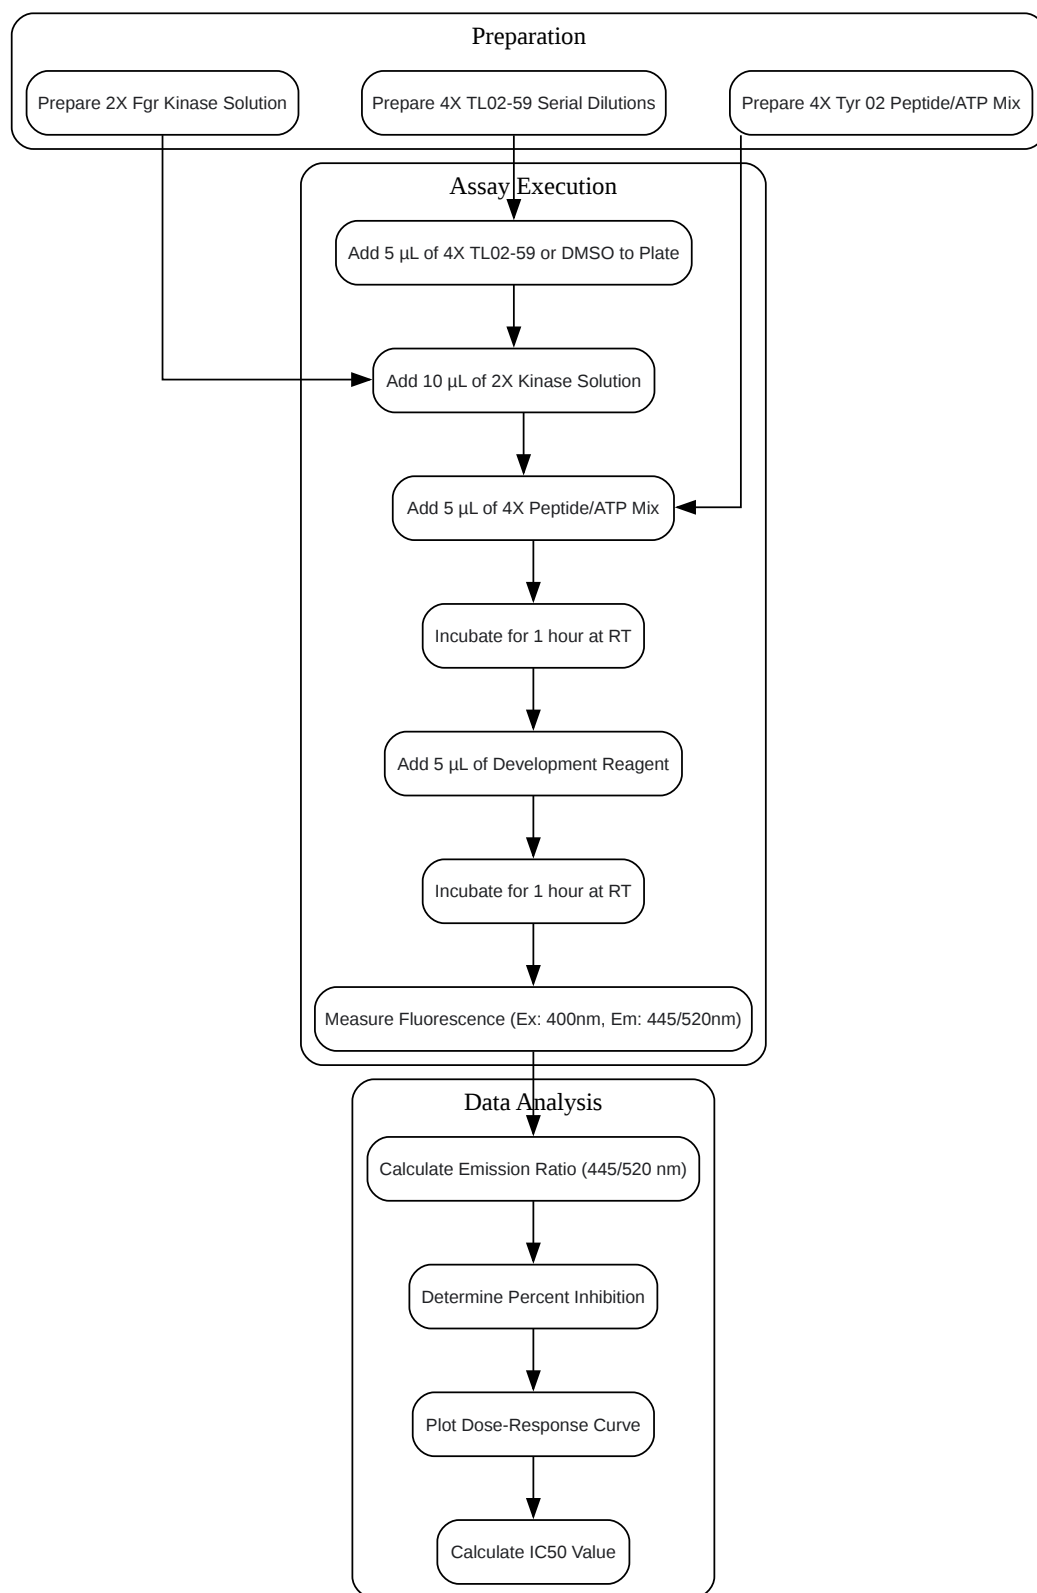 Preparation
Prepare 2X Fgr Kinase Solution
Prepare 4X TL02-59 Serial Dilutions
Prepare 4X Tyr 02 Peptide/ATP Mix
Assay Execution
Add 5 µL of 4X TL02-59 or DMSO to Plate
Add 10 µL of 2X Kinase Solution
Add 5 µL of 4X Peptide/ATP Mix
Incubate for 1 hour at RT
Add 5 µL of Development Reagent
Incubate for 1 hour at RT
Measure Fluorescence (Ex: 400nm, Em: 445/520nm)
Data Analysis
Calculate Emission Ratio (445/520 nm)
Determine Percent Inhibition
Plot Dose-Response Curve
Calculate IC50 Value